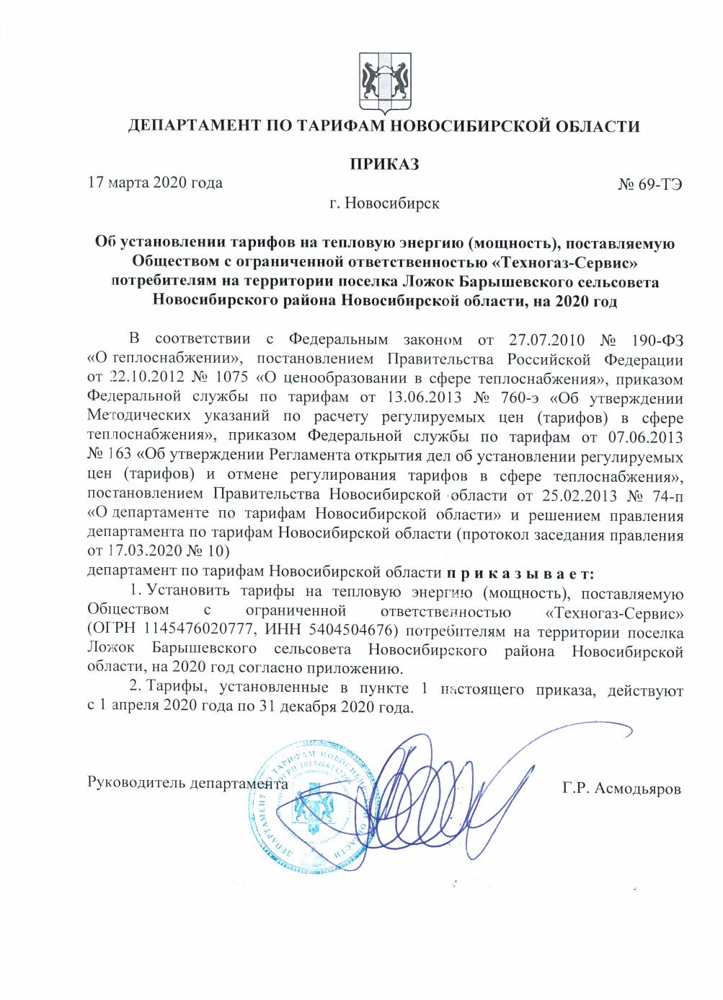 ДЕПАРТАМЕНТ ПО ТАРИФАМ НОВОСИБИРСКОЙ ОБЛАСТИ
ПРИКАЗ
17 марта 2020 года № 69-ТЭ
г. Новосибирск
Об установлении тарифов на тепловую энергию (мощность), поставляемую
Обществом с ограниченной ответственностью «Техногаз-Сервис»
потребителям на территории поселка Ложок Барышевского сельсовета
Новосибирского района Новосибирской области, на 2020 год
В соответствии с Федеральным законом от 27.07.2010 № 190-ФЗ
«О теплоснабжении», постановлением Правительства Российской Федерации
от 22.10.2012 № 1075 «О ценообразовании в сфере теплоснабжения», приказом
Федеральной службы по тарифам от 13.06.2013 № 760-э «Об утверждении
Методических указаний по расчету регулируемых цен (тарифов) в сфере
теплоснабжения», приказом Федеральной службы по тарифам от 07.06.2013
№ 163 «Об утверждении Регламента открытия дел об установлении регулируемых
цен (тарифов) и отмене регулирования тарифов в сфере теплоснабжения»,
постановлением Правительства Новосибирской области от 25.02.2013 № 74-п
«О департаменте по тарифам Новосибирской области» и решением правления
департамента по тарифам Новосибирской области (протокол заседания правления
от 17.03.2020 № 10)
департамент по тарифам Новосибирской области п р и к а з ы в а е т:
1. Установить тарифы на тепловую энергию (мощность), поставляемую
Обществом с ограниченной ответственностью «Техногаз-Сервис»
(ОГРН 1145476020777, ИНН 5404504676) потребителям на территории поселка
Ложок Барышевского сельсовета Новосибирского района Новосибирской
области, на 2020 год согласно приложению.
2. Тарифы, установленные в пункте 1 настоящего приказа, действуют
с 1 апреля 2020 года по 31 декабря 2020 года.
Руководитель департамента Г.Р. Асмодьяров
ДЕПАРТАМЕНТ ПО ТАРИФАМ НОВОСИБИРСКОЙ ОБЛАСТИ
ОГРН